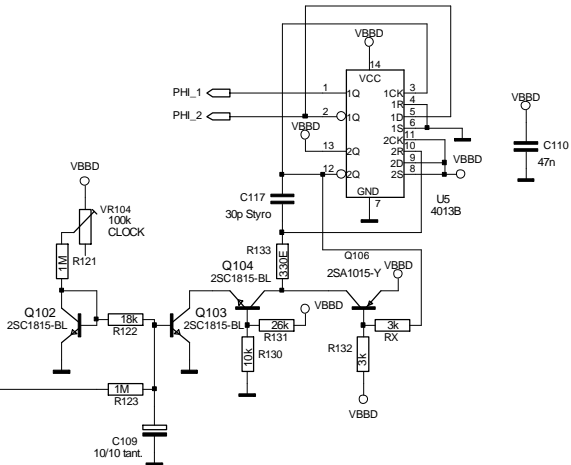 VBBD
14
VCC
PHI_1
1
1Q
1CK
3
1R
4
PHI_2
2
1Q
1D
5
1S
6
VBBD
2CK
11
13
2Q
2R
10
2D
9
VBBD
12
2Q
2S
8
GND
7
U5
4013B
VBBD
C110
47n
C117
30p Styro
VBBD
VR104
100k
CLOCK
1M
R121
R133
330E
Q106
2SA1015-Y
VBBD
Q104
2SC1815-BL
Q102
2SC1815-BL
18k
R122
Q103
2SC1815-BL
VBBD
26k
R131
10k
R130
3k
RX
R132
3k
VBBD
1M
R123
C109
10/10 tant.